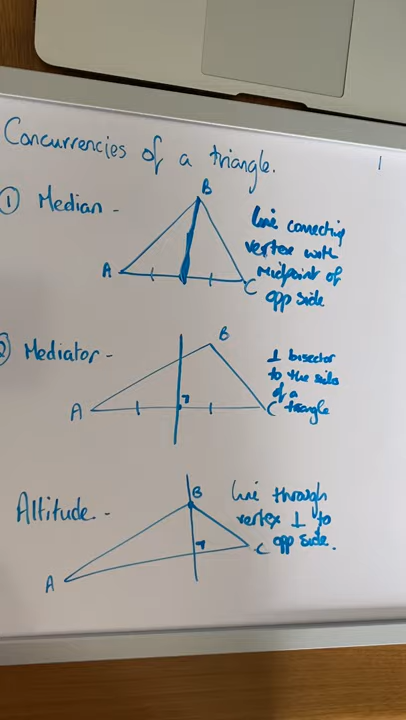 Concurrencies of a triangle.
1
① Median -
B
A
C
line connecting
vertex with
midpoint of
opp side
② Mediator -
B
A
C
⊥ bisector
to the sides
of a
triangle
Altitude -
B
A
C
line through
vertex ⊥ to
opp side.